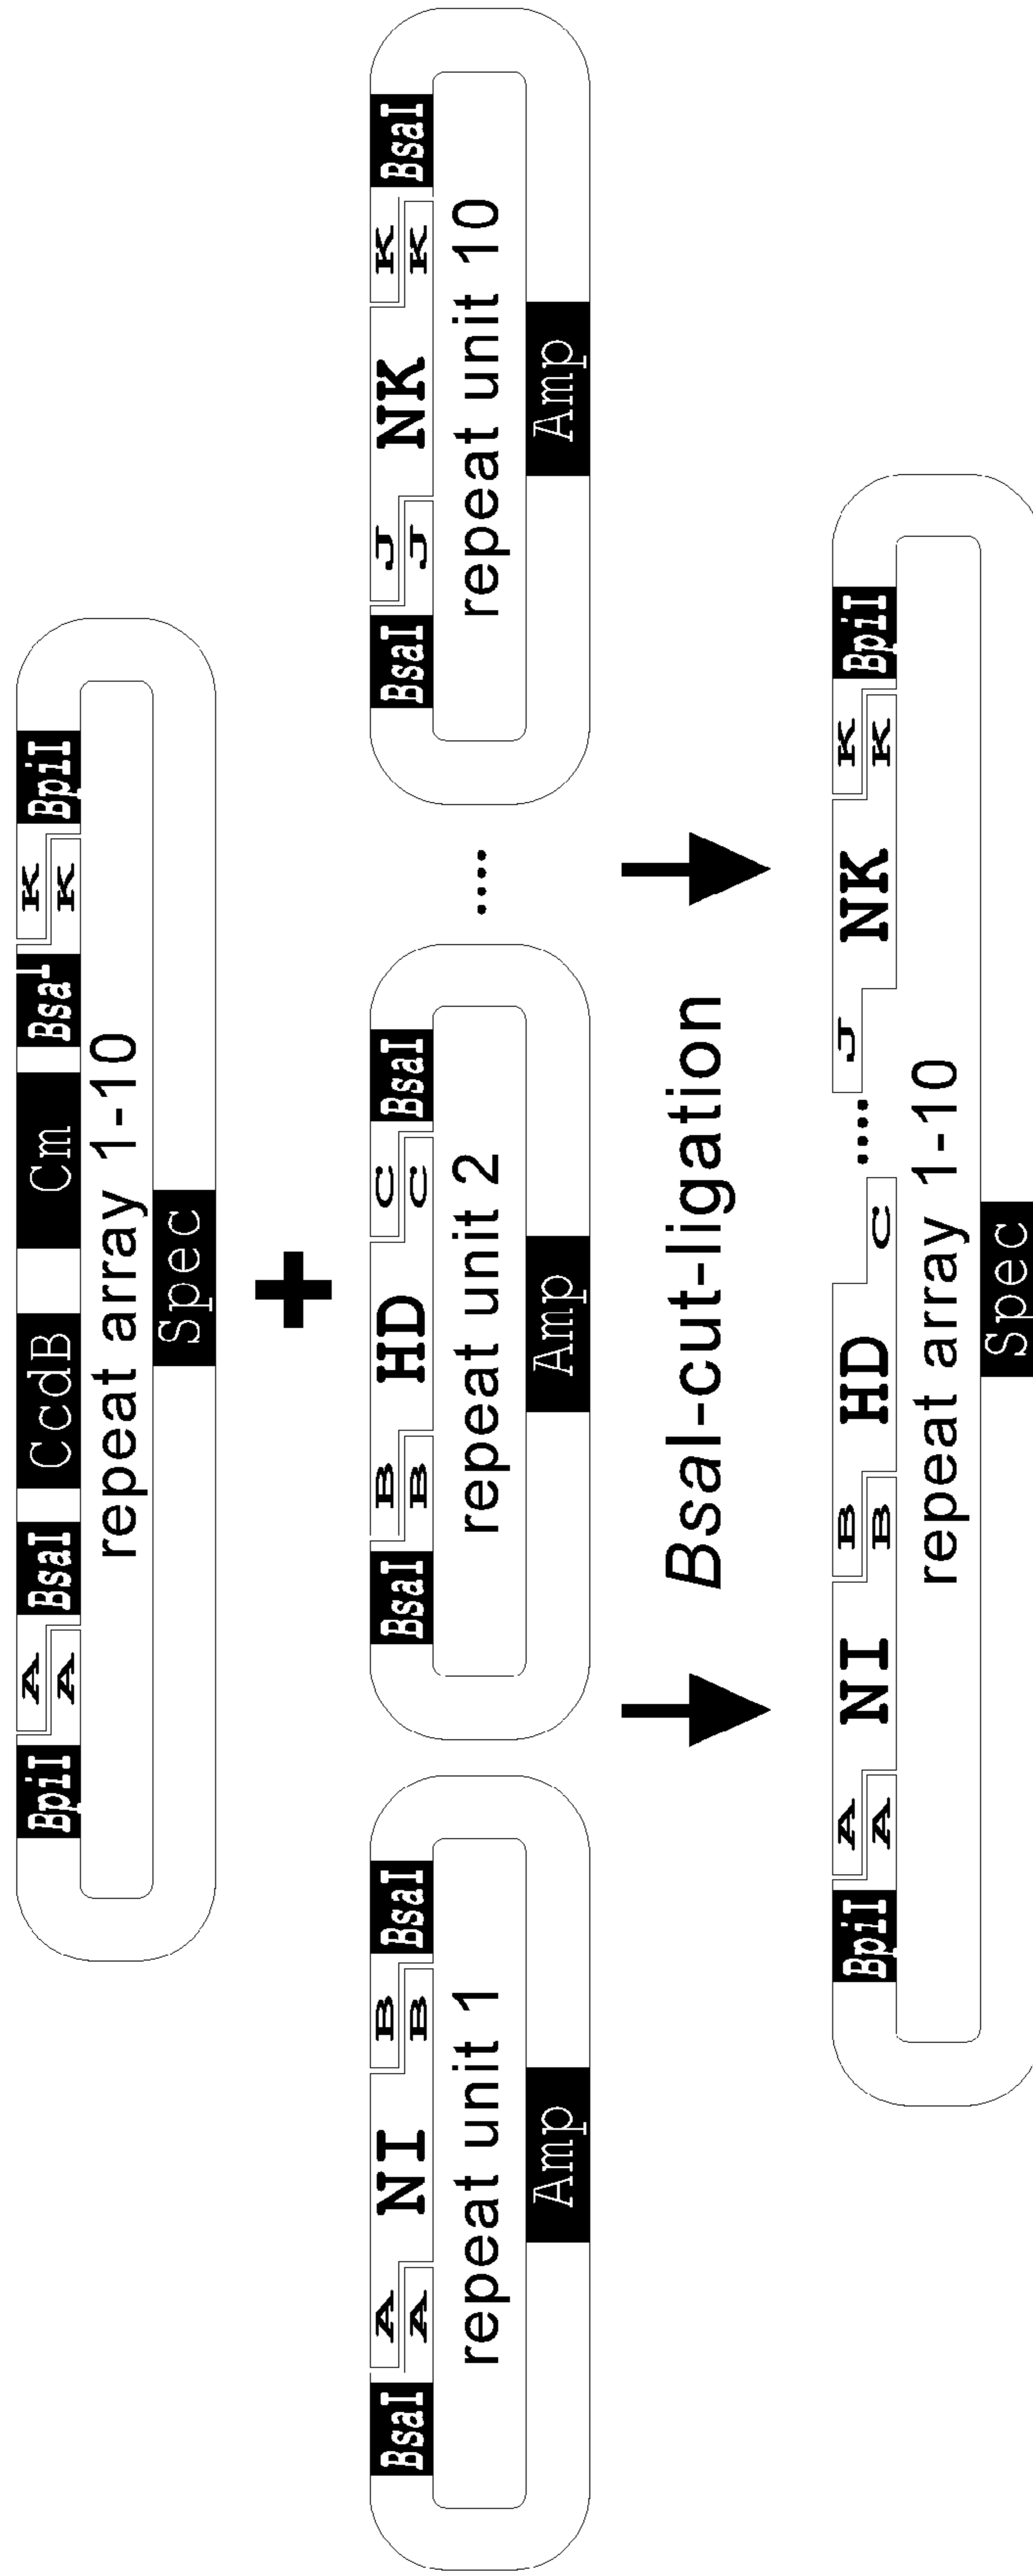 BpiI A A BsaI CcdB Cm BsaI K K BpiI
repeat array 1-10
Spec
+
BsaI A A NI B B BsaI
repeat unit 1
Amp
BsaI B B HD C C BsaI
repeat unit 2
Amp
....
BsaI J J NK K K BsaI
repeat unit 10
Amp
BsaI-cut-ligation
BpiI A A NI B B HD C .... J NK K K BpiI
repeat array 1-10
Spec